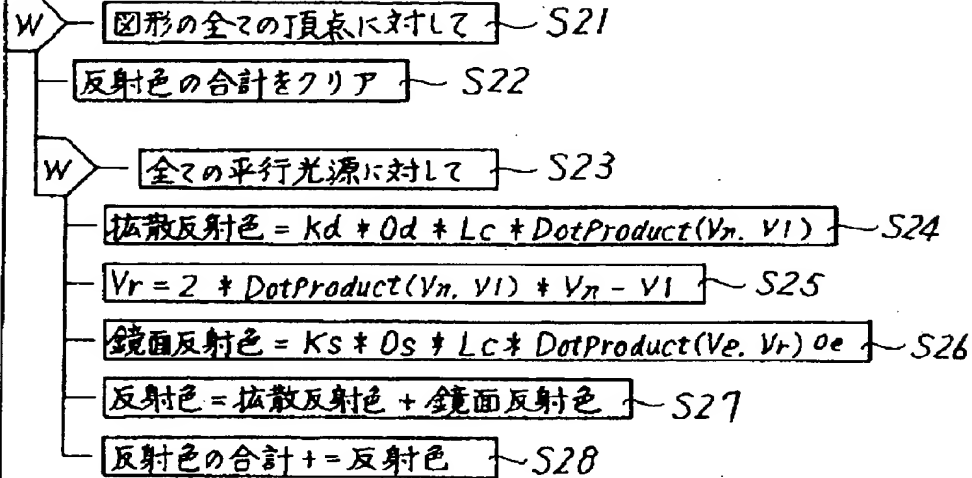 W 図形の全ての頂点に対して S21
反射色の合計をクリア S22
W 全ての平行光源に対して S23
拡散反射色 = Kd * Od * Lc * DotProduct(Vn. Vl) S24
Vr = 2 * DotProduct(Vn. Vl) * Vn - Vl S25
鏡面反射色 = Ks * Os * Lc * DotProduct(Ve. Vr) Oe S26
反射色 = 拡散反射色 + 鏡面反射色 S27
反射色の合計 += 反射色 S28